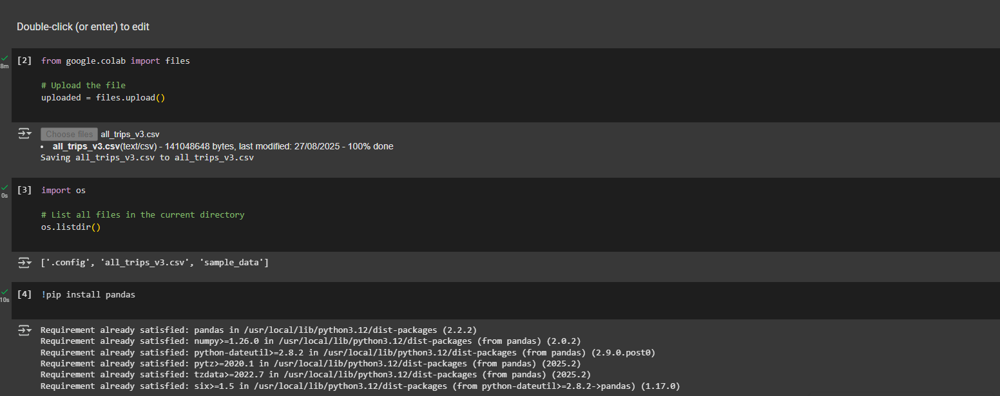 Double-click (or enter) to edit
8m
[2] from google.colab import files
# Upload the file
uploaded = files.upload()
Choose files all_trips_v3.csv
• all_trips_v3.csv(text/csv) - 141048648 bytes, last modified: 27/08/2025 - 100% done
Saving all_trips_v3.csv to all_trips_v3.csv
0s
[3] import os
# List all files in the current directory
os.listdir()
['.config', 'all_trips_v3.csv', 'sample_data']
10s
[4] !pip install pandas
Requirement already satisfied: pandas in /usr/local/lib/python3.12/dist-packages (2.2.2)
Requirement already satisfied: numpy>=1.26.0 in /usr/local/lib/python3.12/dist-packages (from pandas) (2.0.2)
Requirement already satisfied: python-dateutil>=2.8.2 in /usr/local/lib/python3.12/dist-packages (from pandas) (2.9.0.post0)
Requirement already satisfied: pytz>=2020.1 in /usr/local/lib/python3.12/dist-packages (from pandas) (2025.2)
Requirement already satisfied: tzdata>=2022.7 in /usr/local/lib/python3.12/dist-packages (from pandas) (2025.2)
Requirement already satisfied: six>=1.5 in /usr/local/lib/python3.12/dist-packages (from python-dateutil>=2.8.2->pandas) (1.17.0)